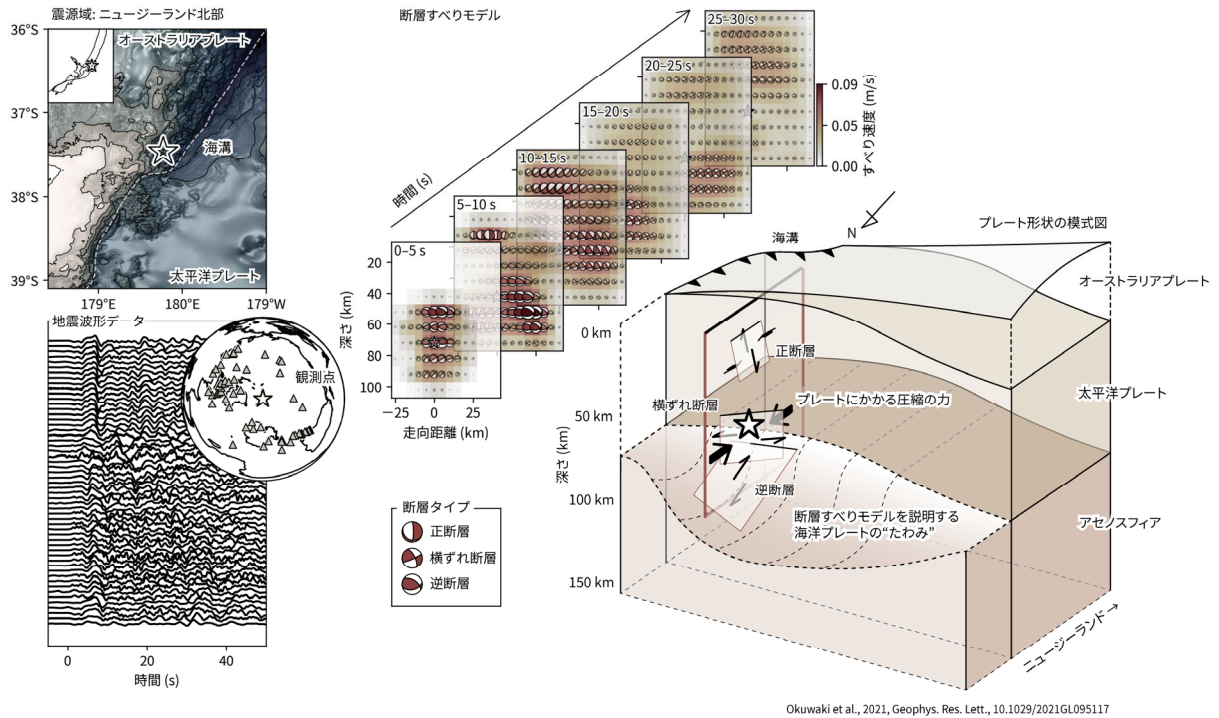 震源域: ニュージーランド北部
36°S
37°S
38°S
39°S
オーストラリアプレート
海溝
太平洋プレート
179°E
180°E
179°W
地震波形データ
観測点
0
20
40
時間 (s)
断層すべりモデル
時間 (s)
0–5 s
5–10 s
10–15 s
15–20 s
20–25 s
25–30 s
0.09
0.05
0.00
すべり速度 (m/s)
20
40
60
80
100
深さ (km)
−25
0
25
走向距離 (km)
断層タイプ
正断層
横ずれ断層
逆断層
プレート形状の模式図
N
海溝
オーストラリアプレート
太平洋プレート
アセノスフィア
0 km
50 km
100 km
150 km
深さ (km)
正断層
横ずれ断層
プレートにかかる圧縮の力
逆断層
断層すべりモデルを説明する
海洋プレートの“たわみ”
ニュージーランド→
Okuwaki et al., 2021, Geophys. Res. Lett., 10.1029/2021GL095117